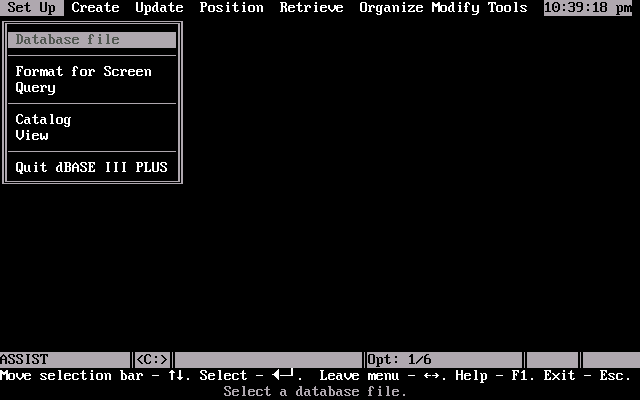 Set Up Create Update Position Retrieve Organize Modify Tools 10:39:18 pm
Database file
Format for Screen
Query
Catalog
View
Quit dBASE III PLUS
ASSIST <C:> Opt: 1/6
Move selection bar - ↑↓. Select - ◄─┘. Leave menu - ↔. Help - F1. Exit - Esc.
Select a database file.